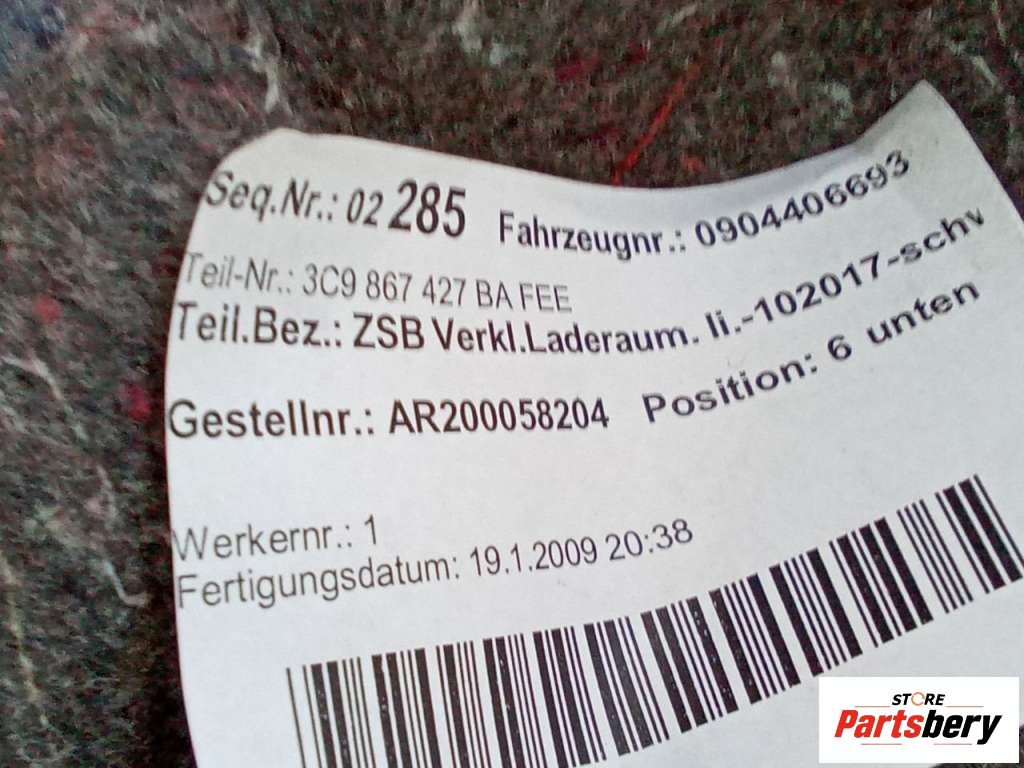 Seq.Nr.: 02 285 Fahrzeugnr.: 0904406693
Teil-Nr.: 3C9 867 427 BA FEE
Teil.Bez.: ZSB Verkl.Laderaum. li.-102017-schw
Gestellnr.: AR200058204 Position: 6 unten
Werkernr.: 1
Fertigungsdatum: 19.1.2009 20:38
STORE
Partsbery